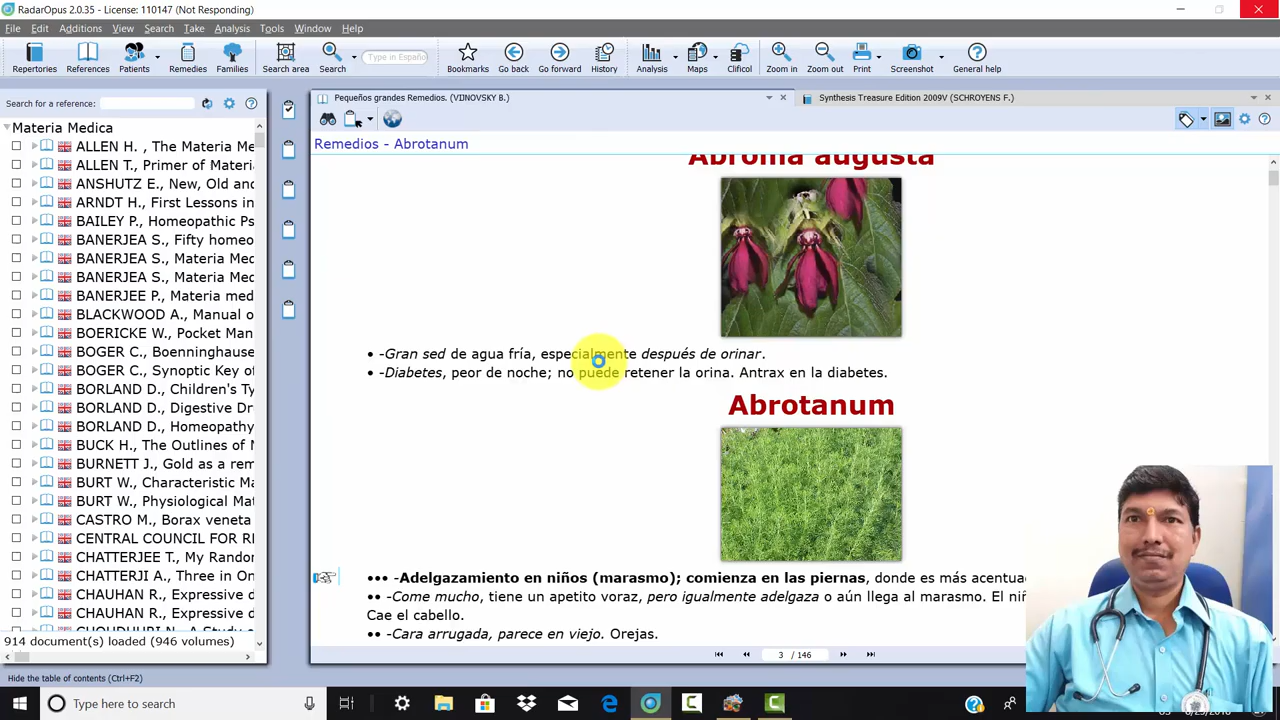 RadarOpus 2.0.35 - License: 110147 (Not Responding)
File Edit Additions View Search Take Analysis Tools Window Help
Repertories References Patients Remedies Families Search area Search Type in Españo Bookmarks Go back Go forward History Analysis Maps Clificol Zoom in Zoom out Print Screenshot General help
Search for a reference:
Pequeños grandes Remedios. (VIJNOVSKY B.)
Synthesis Treasure Edition 2009V (SCHROYENS F.)
Materia Medica
ALLEN H. , The Materia Me
ALLEN T., Primer of Materi
ANSHUTZ E., New, Old and
ARNDT H., First Lessons in
BAILEY P., Homeopathic Ps
BANERJEA S., Fifty homeo
BANERJEA S., Materia Med
BANERJEA S., Materia Med
BANERJEE P., Materia med
BLACKWOOD A., Manual o
BOERICKE W., Pocket Man
BOGER C., Boenninghause
BOGER C., Synoptic Key of
BORLAND D., Children's Ty
BORLAND D., Digestive Dr
BORLAND D., Homeopathy
BUCK H., The Outlines of M
BURNETT J., Gold as a rem
BURT W., Characteristic Ma
BURT W., Physiological Mat
CASTRO M., Borax veneta
CENTRAL COUNCIL FOR RE
CHATTERJEE T., My Random
CHATTERJI A., Three in On
CHAUHAN R., Expressive d
CHAUHAN R., Expressive d
914 document(s) loaded (946 volumes)
Hide the table of contents (Ctrl+F2)
Remedios - Abrotanum
Abroma augusta
• -Gran sed de agua fría, especialmente después de orinar.
• -Diabetes, peor de noche; no puede retener la orina. Antrax en la diabetes.
Abrotanum
••• -Adelgazamiento en niños (marasmo); comienza en las piernas, donde es más acentuad
•• -Come mucho, tiene un apetito voraz, pero igualmente adelgaza o aún llega al marasmo. El niñ
Cae el cabello.
•• -Cara arrugada, parece en viejo. Orejas.
3 / 146
Type here to search